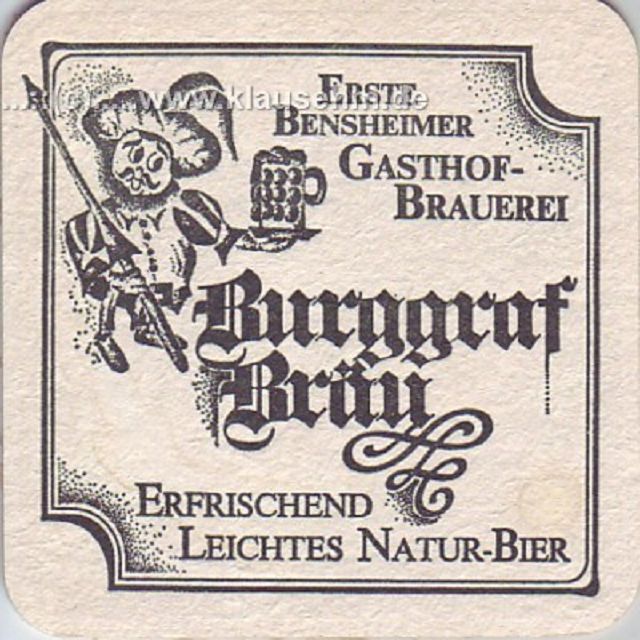 Erste
Bensheimer
Gasthof-
Brauerei
Burggraf
Bräu
Erfrischend
Leichtes Natur-Bier